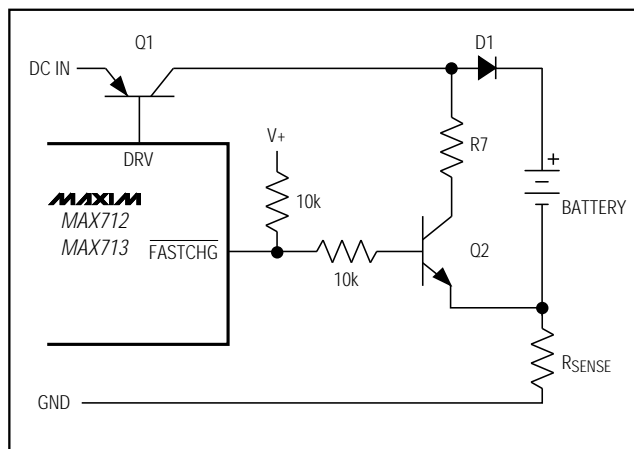 Q1
D1
DC IN
V+
R7
DRV
+
MAXIM
10k
BATTERY
MAX712
MAX713
FASTCHG
Q2
10k
RSENSE
GND